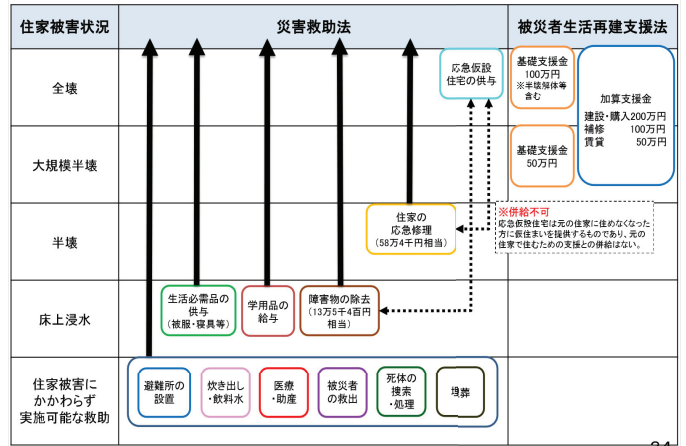 住家被害状況
災害救助法
被災者生活再建支援法
全壊
応急仮設
住宅の供与
基礎支援金
100万円
※半壊解体等
含む
加算支援金
建設・購入200万円
補修 100万円
賃貸 50万円
大規模半壊
基礎支援金
50万円
半壊
住家の
応急修理
(58万4千円相当)
※併給不可
応急仮設住宅は元の住家に住めなくなった
方に仮住まいを提供するものであり、元の
住家で住むための支援との併給はない。
床上浸水
生活必需品の
供与
(被服・寝具等)
学用品の
給与
障害物の除去
(13万5千4百円
相当)
住家被害に
かかわらず
実施可能な救助
避難所の
設置
炊き出し
・飲料水
医療
・助産
被災者
の救出
死体の
捜索
・処理
埋葬